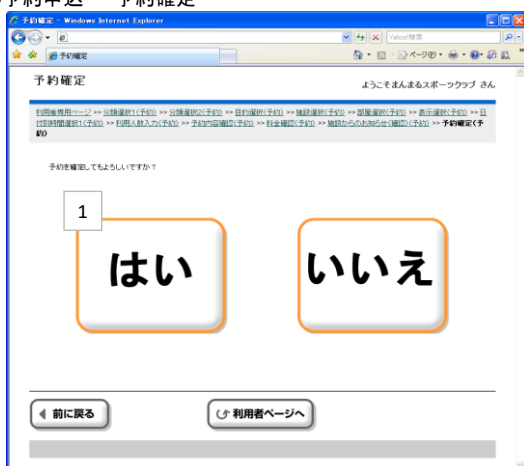 予約申込 予約確定
予約確定 - Windows Internet Explorer
Yahoo!検索
予約確定
ページ(P)
予約確定
ようこそまんまるスポーツクラブ さん
利用者専用ページ >> 分類選択1(予約) >> 分類選択2(予約) >> 目的選択(予約) >> 施設選択(予約) >> 部屋選択(予約) >> 表示選択(予約) >> 日
付別時間選択1(予約) >> 利用人数入力(予約) >> 予約内容確認(予約) >> 料金確認(予約) >> 施設からのお知らせ(確認)(予約) >> 予約確定(予
約)
予約を確定してもよろしいですか?
1
はい
いいえ
前に戻る
利用者ページへ